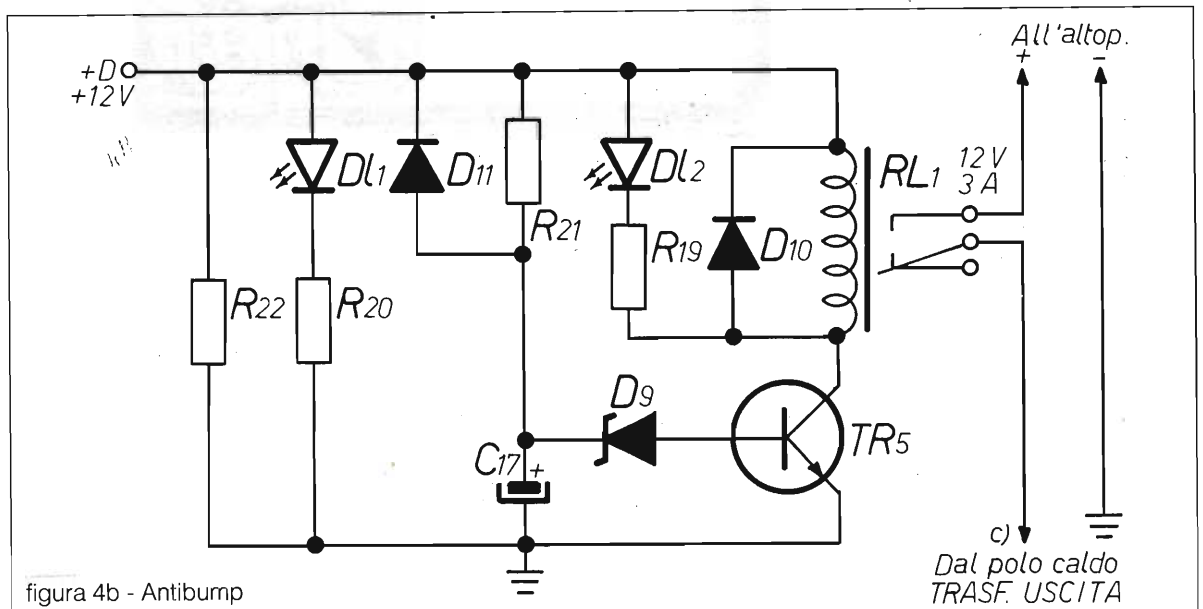 All'altop.
+ -
+D
+12V
Dl1
D11
R21
Dl2
R19
D10
RL1
12 V
3 A
R22
R20
D9
TR5
C17
+
c)
Dal polo caldo
TRASF. USCITA
figura 4b - Antibump